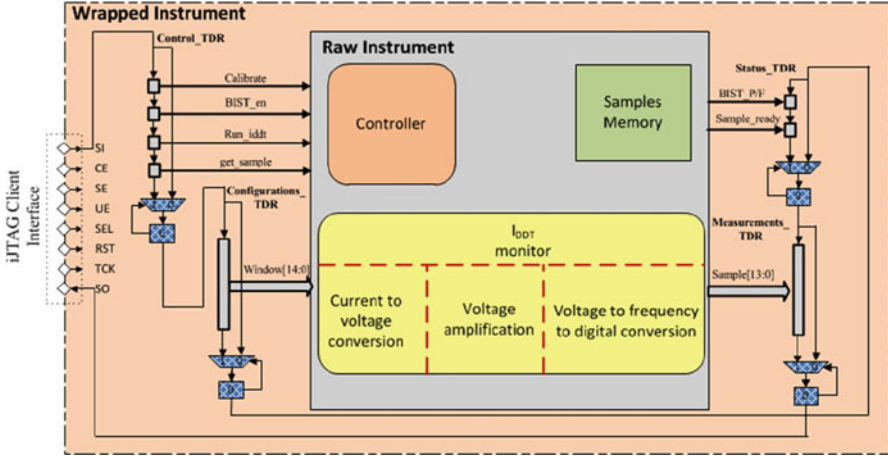 Wrapped Instrument
Control_TDR
Raw Instrument
Status_TDR
Calibrate
BIST_en
Run_iddt
get_sample
Controller
Samples
Memory
BIST_P/F
Sample_ready
iJTAG Client
Interface
SI
CE
SE
UE
SEL
RST
TCK
SO
Configurations_
TDR
Window[14:0]
IDDT
monitor
Current to
voltage
conversion
Voltage
amplification
Voltage to frequency
to digital conversion
Measurements_
TDR
Sample[13:0]